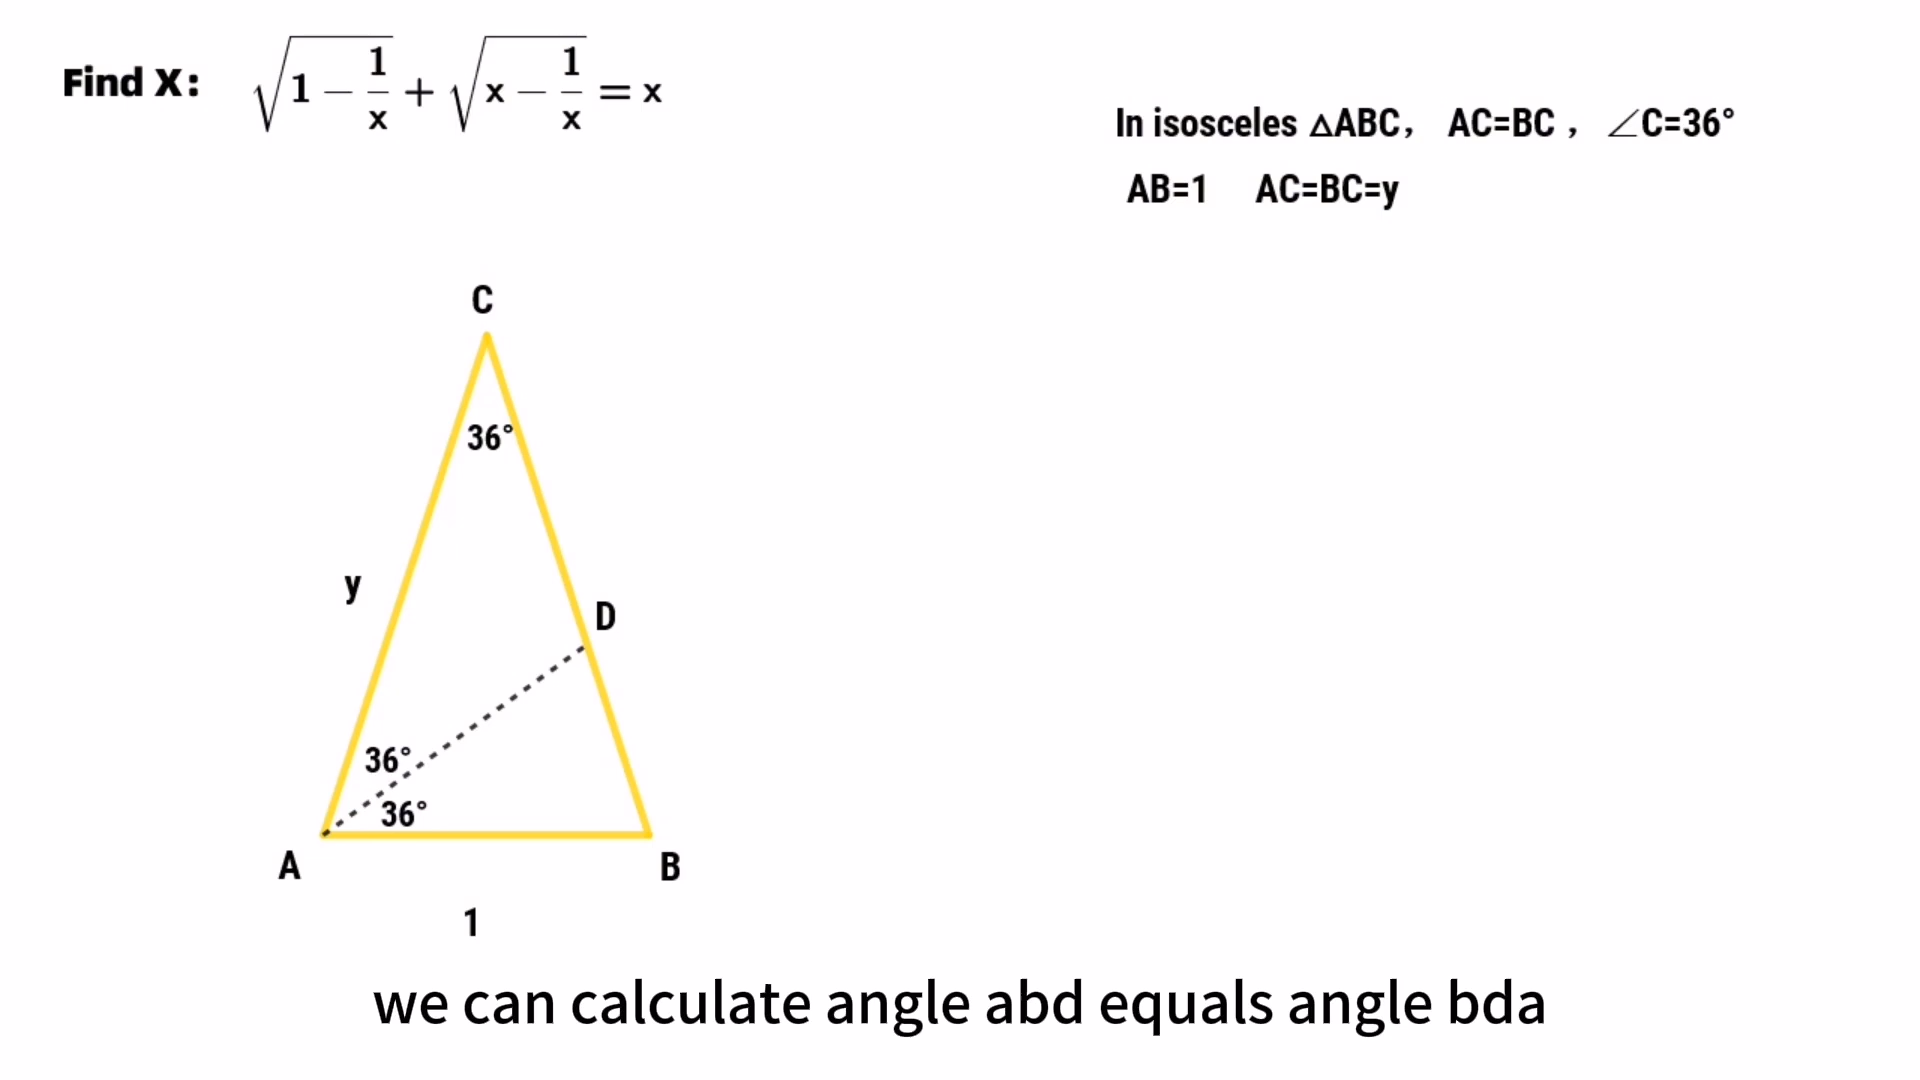 Find X: √(1 − 1/x) + √(x − 1/x) = x
In isosceles △ABC, AC=BC , ∠C=36°
AB=1 AC=BC=y
C
36°
y
D
36°
36°
A
B
1
we can calculate angle abd equals angle bda